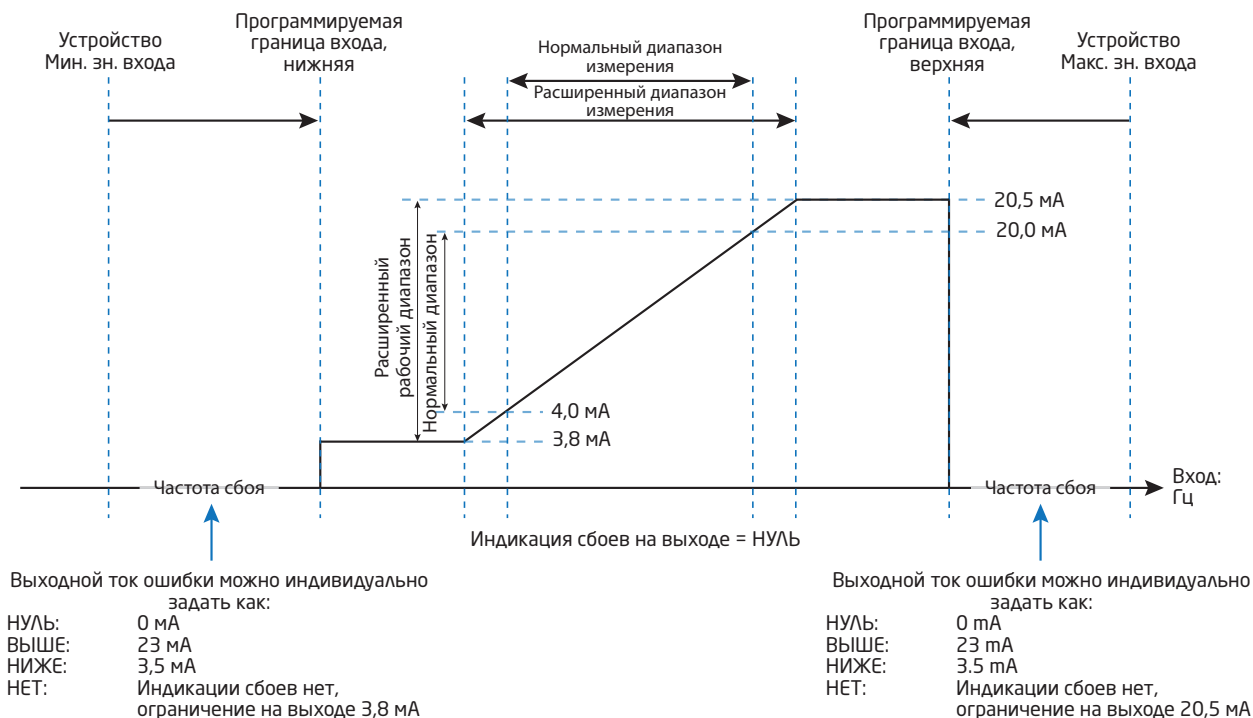 Устройство
Мин. зн. входа
Программируемая
граница входа,
нижняя
Нормальный диапазон
измерения
Расширенный диапазон
измерения
Программируемая
граница входа,
верхняя
Устройство
Макс. зн. входа
20,5 мА
20,0 мА
Расширенный
рабочий диапазон
Нормальный диапазон
4,0 мА
3,8 мА
Частота сбоя
Частота сбоя
Вход:
Гц
Индикация сбоев на выходе = НУЛЬ
Выходной ток ошибки можно индивидуально
задать как:
НУЛЬ: 0 мА
ВЫШЕ: 23 мА
НИЖЕ: 3,5 мА
НЕТ: Индикации сбоев нет,
ограничение на выходе 3,8 мА
Выходной ток ошибки можно индивидуально
задать как:
НУЛЬ: 0 mA
ВЫШЕ: 23 mA
НИЖЕ: 3.5 mA
НЕТ: Индикации сбоев нет,
ограничение на выходе 20,5 мА